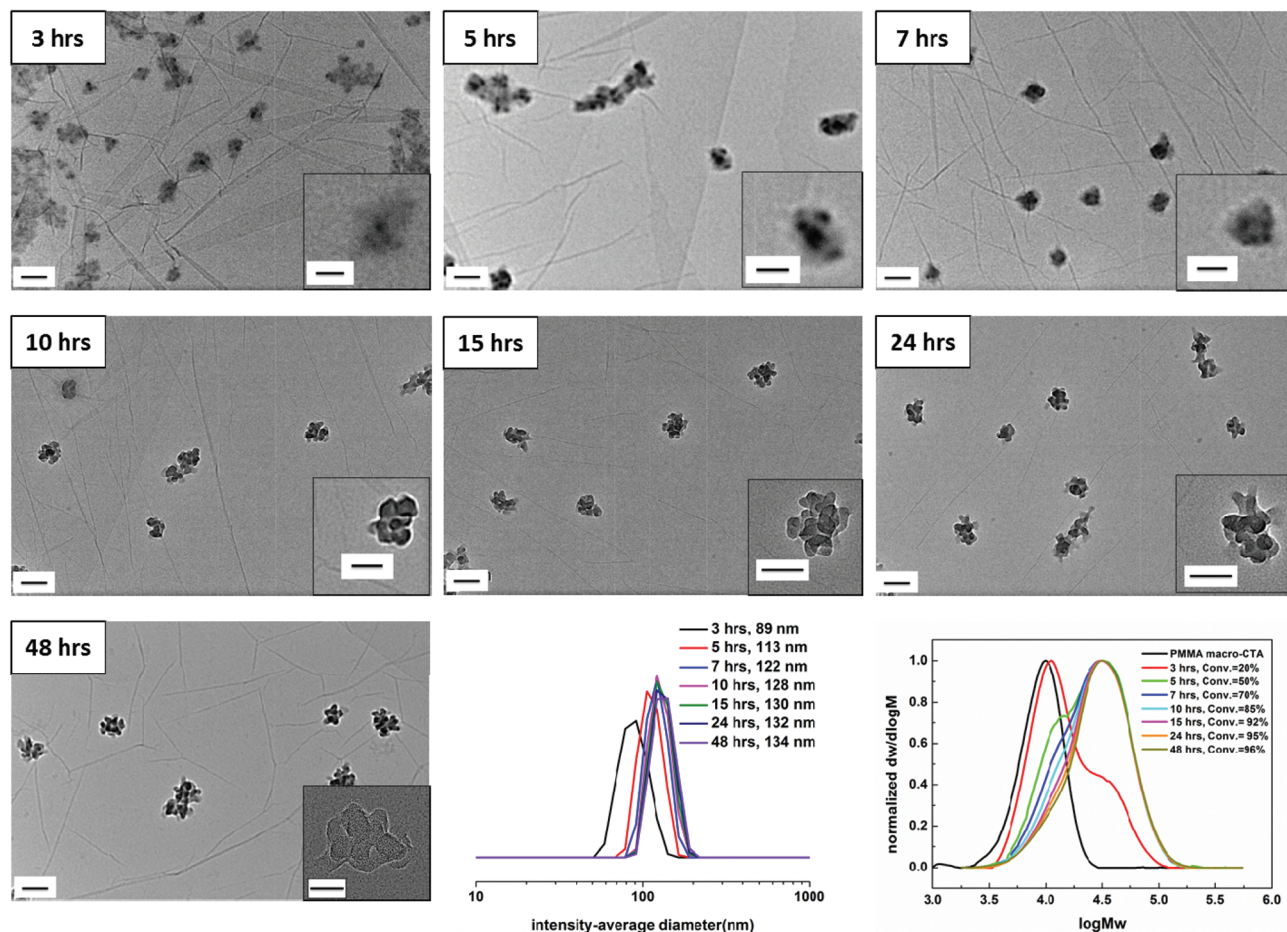 3 hrs
5 hrs
7 hrs
10 hrs
15 hrs
24 hrs
48 hrs
3 hrs, 89 nm
5 hrs, 113 nm
7 hrs, 122 nm
10 hrs, 128 nm
15 hrs, 130 nm
24 hrs, 132 nm
48 hrs, 134 nm
10
100
1000
intensity-average diameter(nm)
normalized dw/dlogM
1.0
0.8
0.6
0.4
0.2
0.0
PMMA macro-CTA
3 hrs, Conv.=20%
5 hrs, Conv.=50%
7 hrs, Conv.=70%
10 hrs, Conv.=85%
15 hrs, Conv.= 92%
24 hrs, Conv.= 95%
48 hrs, Conv.=96%
3.0 3.5 4.0 4.5 5.0 5.5 6.0
logMw